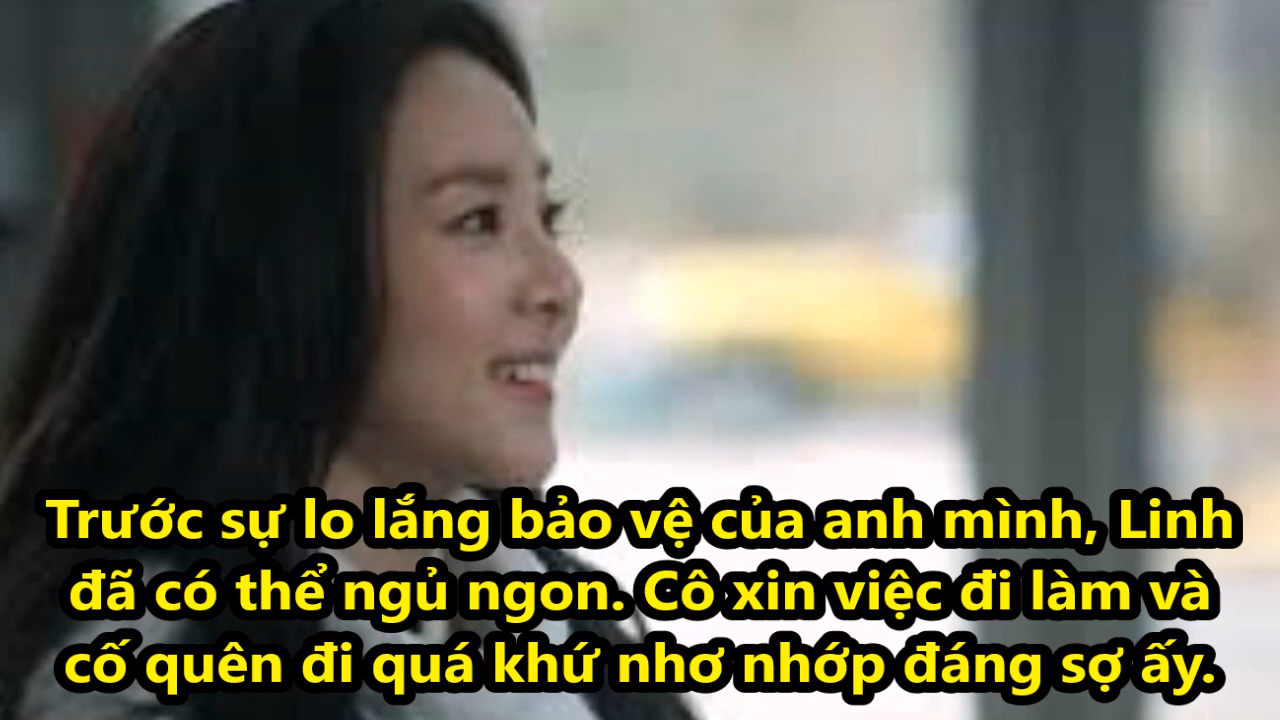 Trước sự lo lắng bảo vệ của anh mình, Linh
đã có thể ngủ ngon. Cô xin việc đi làm và
cố quên đi quá khứ nhơ nhớp đáng sợ ấy.